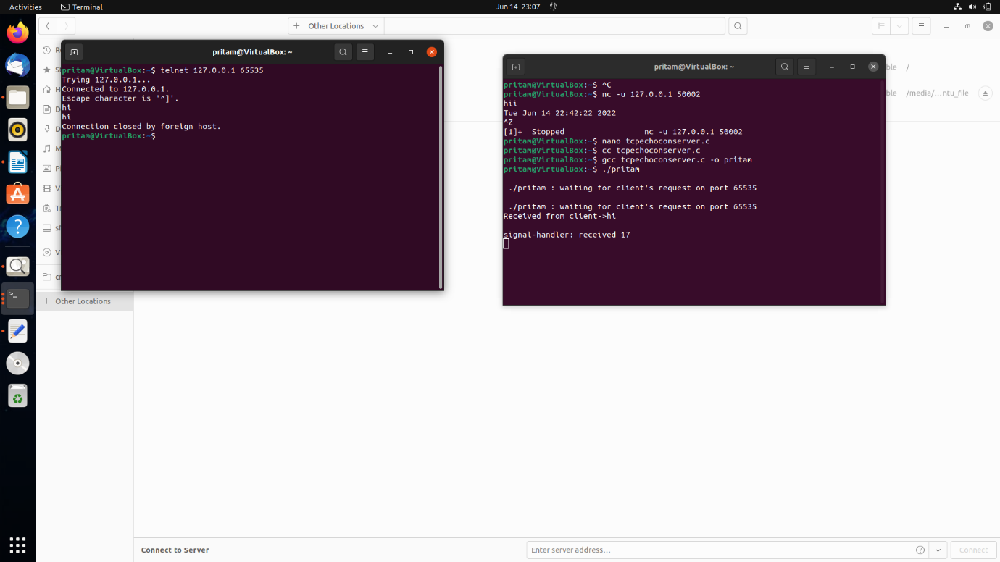 Activities
Terminal
Jun 14 23:07
Other Locations
pritam@VirtualBox: ~
pritam@VirtualBox:~$ telnet 127.0.0.1 65535
Trying 127.0.0.1...
Connected to 127.0.0.1.
Escape character is '^]'.
hi
hi
Connection closed by foreign host.
pritam@VirtualBox:~$
pritam@VirtualBox: ~
pritam@VirtualBox:~$ ^C
pritam@VirtualBox:~$ nc -u 127.0.0.1 50002
hii
Tue Jun 14 22:42:22 2022
^Z
[1]+  Stopped                 nc -u 127.0.0.1 50002
pritam@VirtualBox:~$ nano tcpechoconserver.c
pritam@VirtualBox:~$ cc tcpechoconserver.c
pritam@VirtualBox:~$ gcc tcpechoconserver.c -o pritam
pritam@VirtualBox:~$ ./pritam
./pritam : waiting for client's request on port 65535
./pritam : waiting for client's request on port 65535
Received from client->hi
signal-handler: received 17
ble /
ble /media/...ntu_file
Other Locations
Connect to Server
Enter server address…
Connect